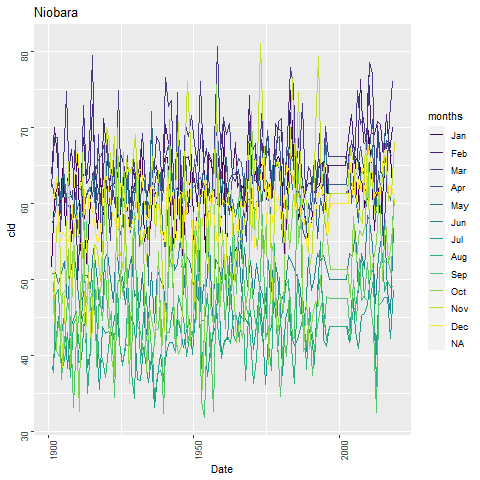 Niobara
80
70
60
50
40
30
cld
1900
1950
2000
Date
months
Jan
Feb
Mar
Apr
May
Jun
Jul
Aug
Sep
Oct
Nov
Dec
NA